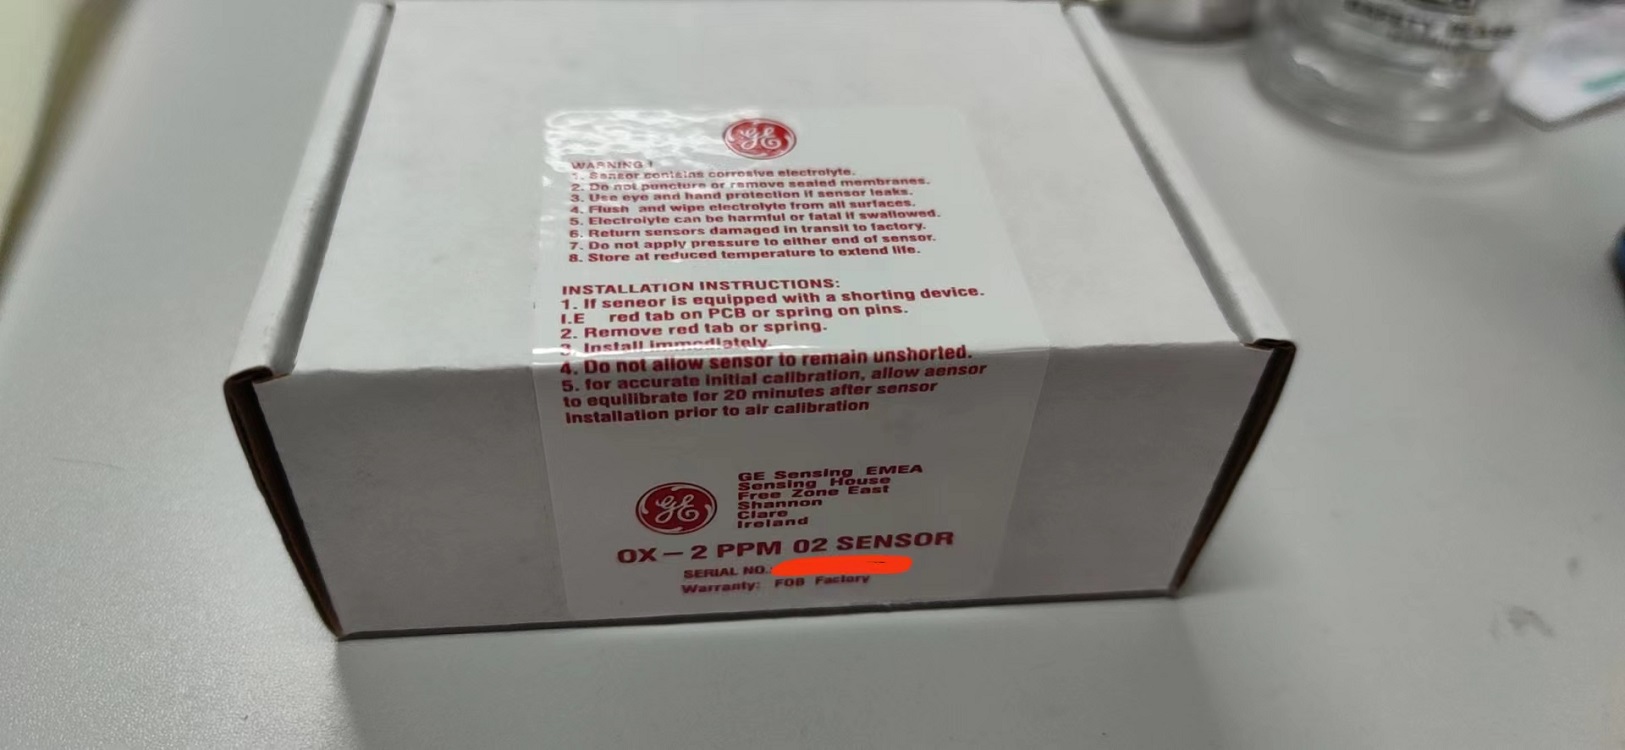 GE
WARNING !
1. Sensor contains corrosive electrolyte.
2. Do not puncture or remove sealed membranes.
3. Use eye and hand protection if sensor leaks.
4. Flush and wipe electrolyte from all surfaces.
5. Electrolyte can be harmful or fatal if swallowed.
6. Return sensors damaged in transit to factory.
7. Do not apply pressure to either end of sensor.
8. Store at reduced temperature to extend life.
INSTALLATION INSTRUCTIONS:
1. If seneor is equipped with a shorting device.
I.E red tab on PCB or spring on pins.
2. Remove red tab or spring.
3. Install immediately.
4. Do not allow sensor to remain unshorted.
5. for accurate initial calibration, allow aensor
to equilibrate for 20 minutes after sensor
installation prior to air calibration
GE
GE Sensing EMEA
Sensing House
Free Zone East
Shannon
Clare
Ireland
OX-2 PPM 02 SENSOR
SERIAL NO.:
Warranty: FOB Factory